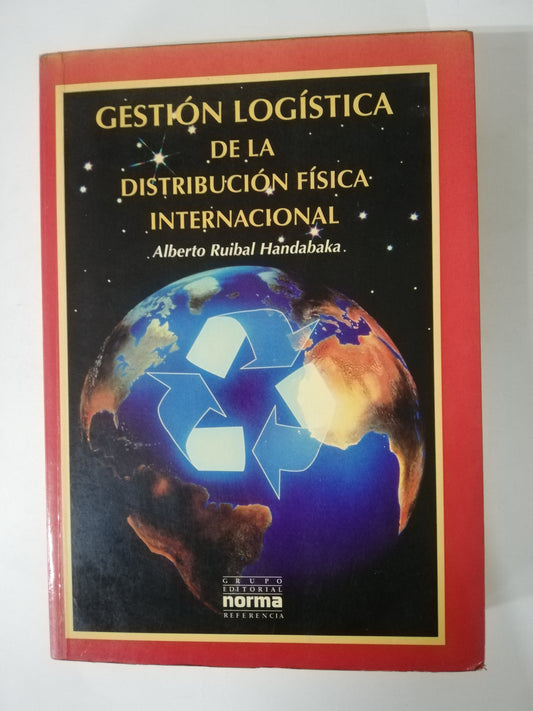 GESTIÓN LOGÍSTICA
DE LA
DISTRIBUCIÓN FÍSICA
INTERNACIONAL
Alberto Ruibal Handabaka
GRUPO
EDITORIAL
norma
REFERENCIA